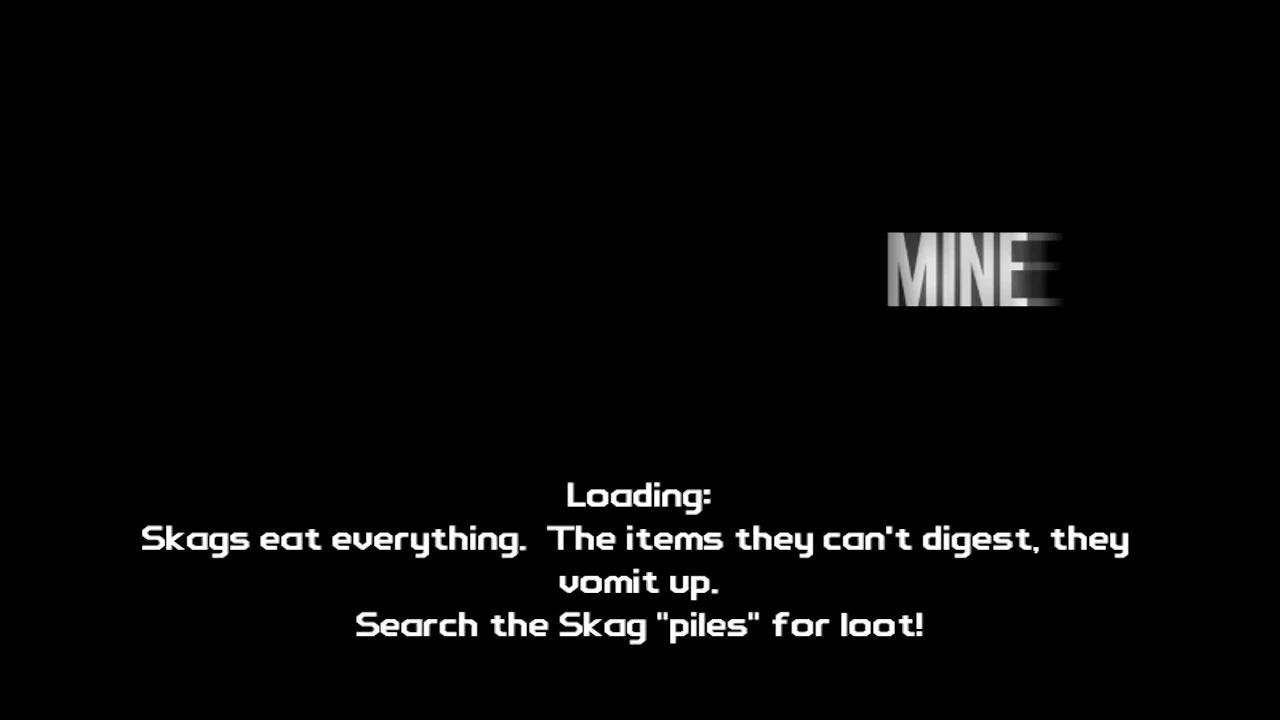 MINE
Loading:
Skags eat everything.  The items they can't digest, they
vomit up.
Search the Skag "piles" for loot!